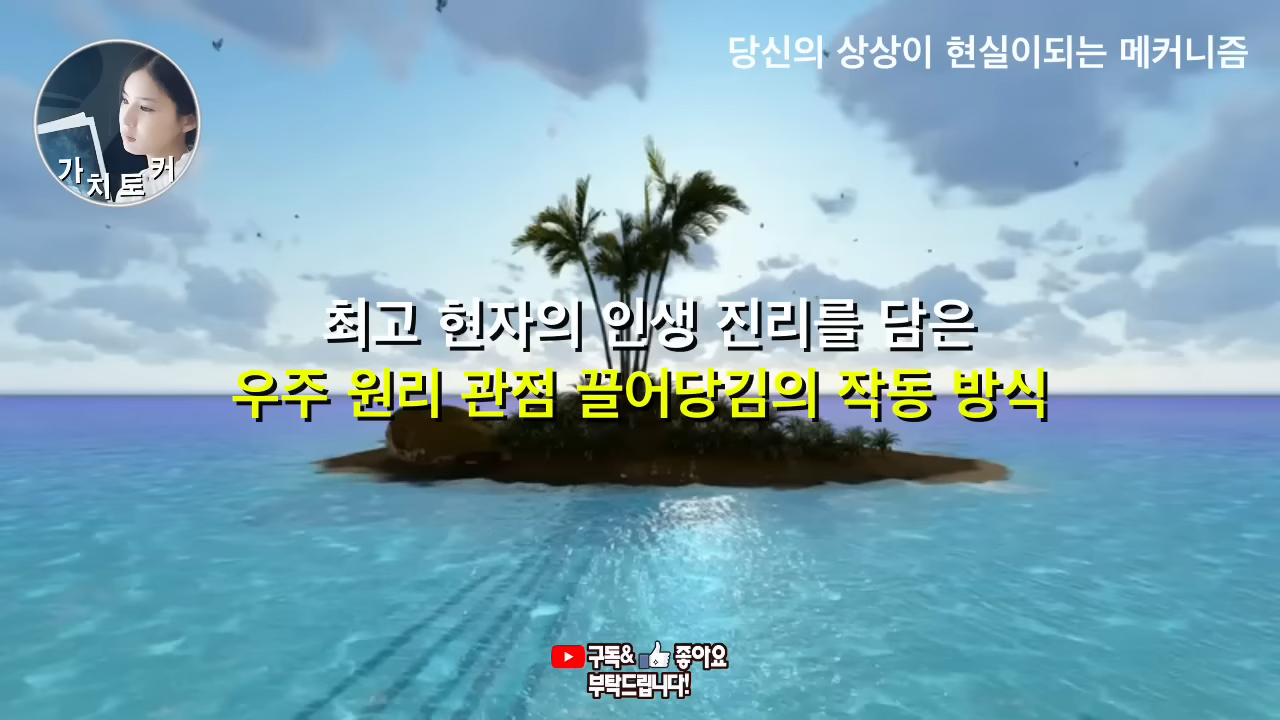 당신의 상상이 현실이되는 메커니즘
가치토커
최고 현자의 인생 진리를 담은
우주 원리 관점 끌어당김의 작동 방식
구독& 좋아요
부탁드립니다!